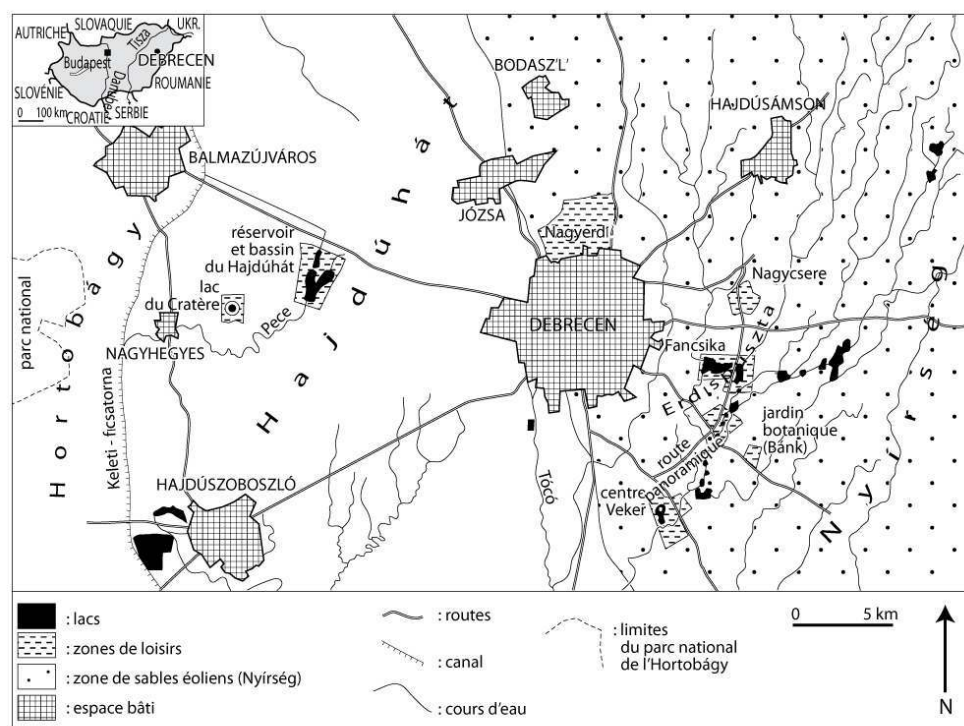 AUTRICHE
SLOVAQUIE
UKR.
Tisza
Budapest
DEBRECEN
Danube
ROUMANIE
SLOVÉNIE
SERBIE
CROATIE
0 100 km
BODASZ'L'
HAJDÚSÁMSON
BALMAZÚJVÁROS
JÓZSA
réservoir
et bassin
du Hajdúhát
Nagyerdl
lac
du Cratère
Nagycsere
Pece
parc national
DEBRECEN
NAGYHEGYES
Fancsika
Hortobágy
Hajdúhát
Erdlspuszta
Nyírség
Keleti - ficsatorna
jardin
botanique
(Bánk)
route
panoramique
HAJDÚSZOBOSZLÓ
Tócó
centre
Veker
: lacs
: zones de loisirs
: zone de sables éoliens (Nyírség)
: espace bâti
: routes
: canal
: cours d'eau
: limites
du parc national
de l'Hortobágy
0 5 km
N